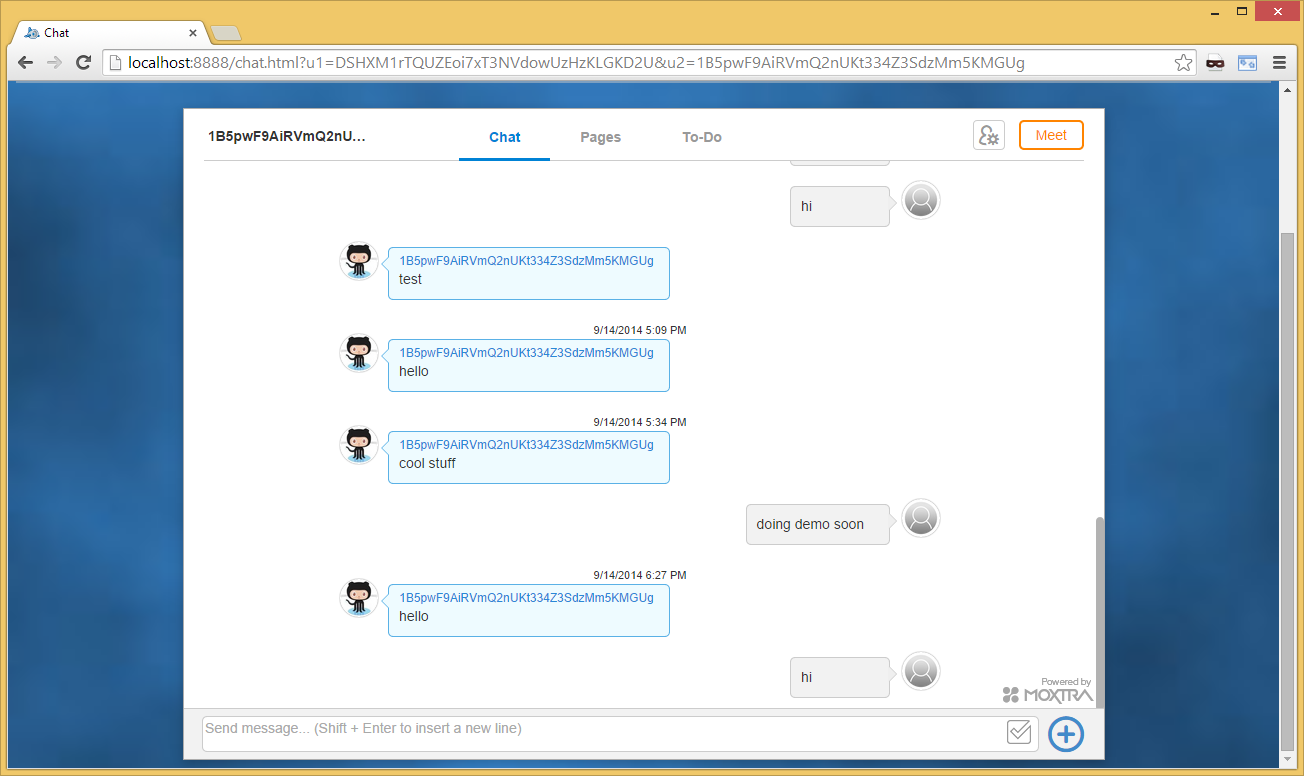 Chat
localhost:8888/chat.html?u1=DSHXM1rTQUZEoi7xT3NVdowUzHzKLGKD2U&u2=1B5pwF9AiRVmQ2nUKt334Z3SdzMm5KMGUg
1B5pwF9AiRVmQ2nU... Chat Pages To-Do Meet
hi
1B5pwF9AiRVmQ2nUKt334Z3SdzMm5KMGUg
test
9/14/2014 5:09 PM
1B5pwF9AiRVmQ2nUKt334Z3SdzMm5KMGUg
hello
9/14/2014 5:34 PM
1B5pwF9AiRVmQ2nUKt334Z3SdzMm5KMGUg
cool stuff
doing demo soon
9/14/2014 6:27 PM
1B5pwF9AiRVmQ2nUKt334Z3SdzMm5KMGUg
hello
hi
Powered by
MOXTRA
Send message... (Shift + Enter to insert a new line)